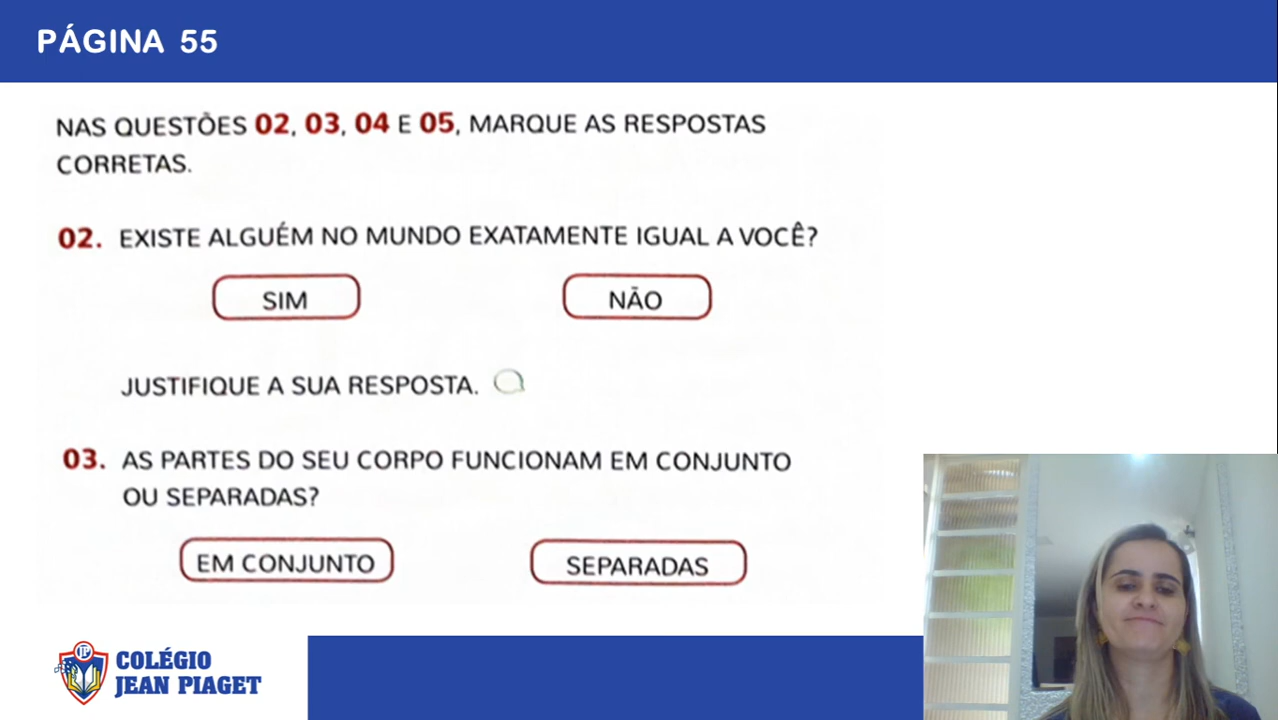 PÁGINA 55
NAS QUESTÕES 02, 03, 04 E 05, MARQUE AS RESPOSTAS
CORRETAS.
02. EXISTE ALGUÉM NO MUNDO EXATAMENTE IGUAL A VOCÊ?
SIM NÃO
JUSTIFIQUE A SUA RESPOSTA.
03. AS PARTES DO SEU CORPO FUNCIONAM EM CONJUNTO
OU SEPARADAS?
EM CONJUNTO SEPARADAS
COLÉGIO
JEAN PIAGET